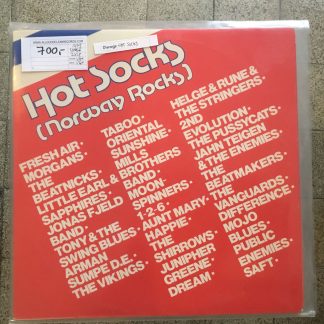 700,-
Hot Socks
(Norway Rocks)
FRESH AIR·
MORGANS·
THE
BEATNICKS·
LITTLE EARL &
SAPPHIRES·
JONAS FJELD
BAND·
TONY & THE
SWING BLUES·
ARMAN
SUMPE D.E.·
THE VIKINGS·
TABOO·
ORIENTAL
SUNSHINE·
MILLS
BROTHERS
BAND·
MOON-
SPINNERS·
1-2-6·
AUNT MARY·
NAPPIE·
THE
SHIRROWS·
JUNIPHER
GREENE·
DREAM·
HELGE & RUNE &
THE STRINGERS·
2ND
EVOLUTION·
THE PUSSYCATS·
JAHN TEIGEN
& THE ENEMIES·
THE
BEATMAKERS·
THE
VANGUARDS·
DIFFERENCE·
MOJO
BLUES·
PUBLIC
ENEMIES·
SAFT·